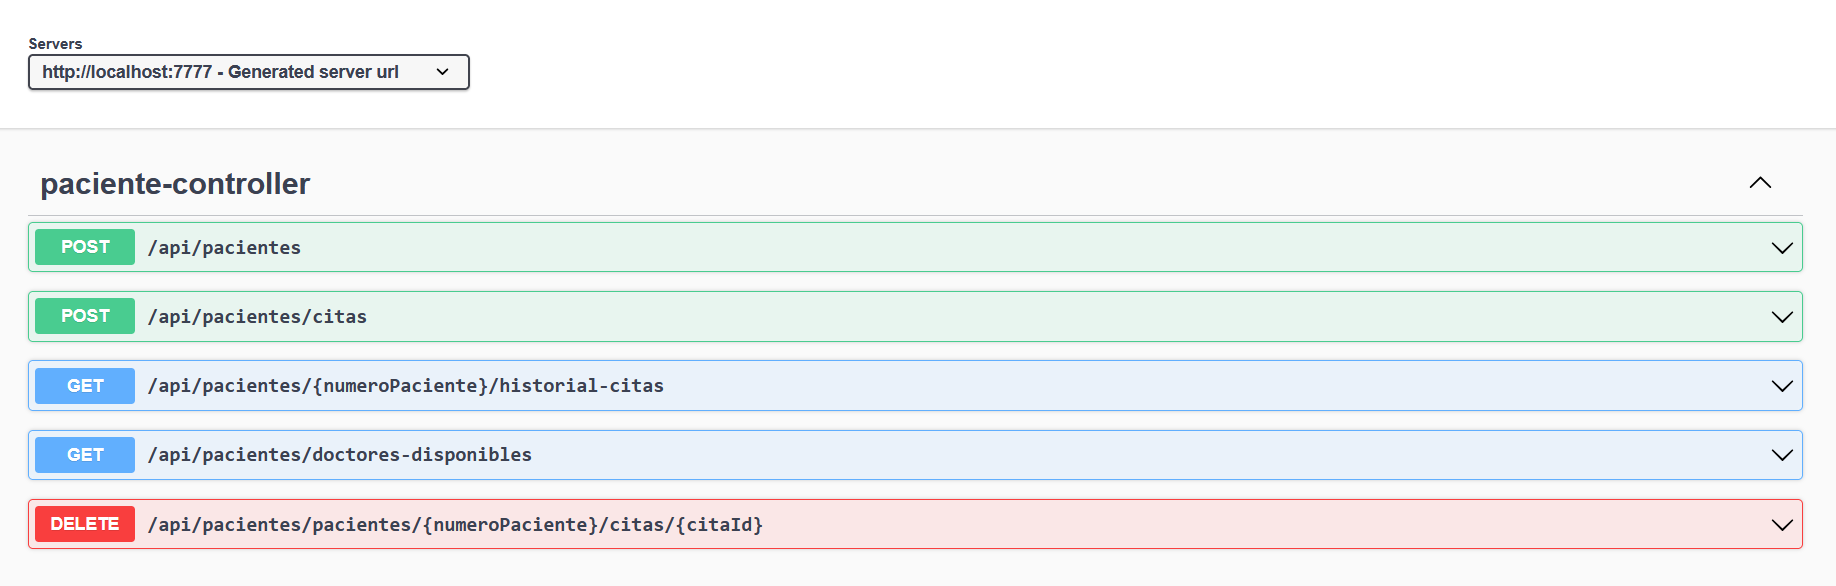 Servers
http://localhost:7777 - Generated server url
paciente-controller
POST /api/pacientes
POST /api/pacientes/citas
GET /api/pacientes/{numeroPaciente}/historial-citas
GET /api/pacientes/doctores-disponibles
DELETE /api/pacientes/pacientes/{numeroPaciente}/citas/{citaId}